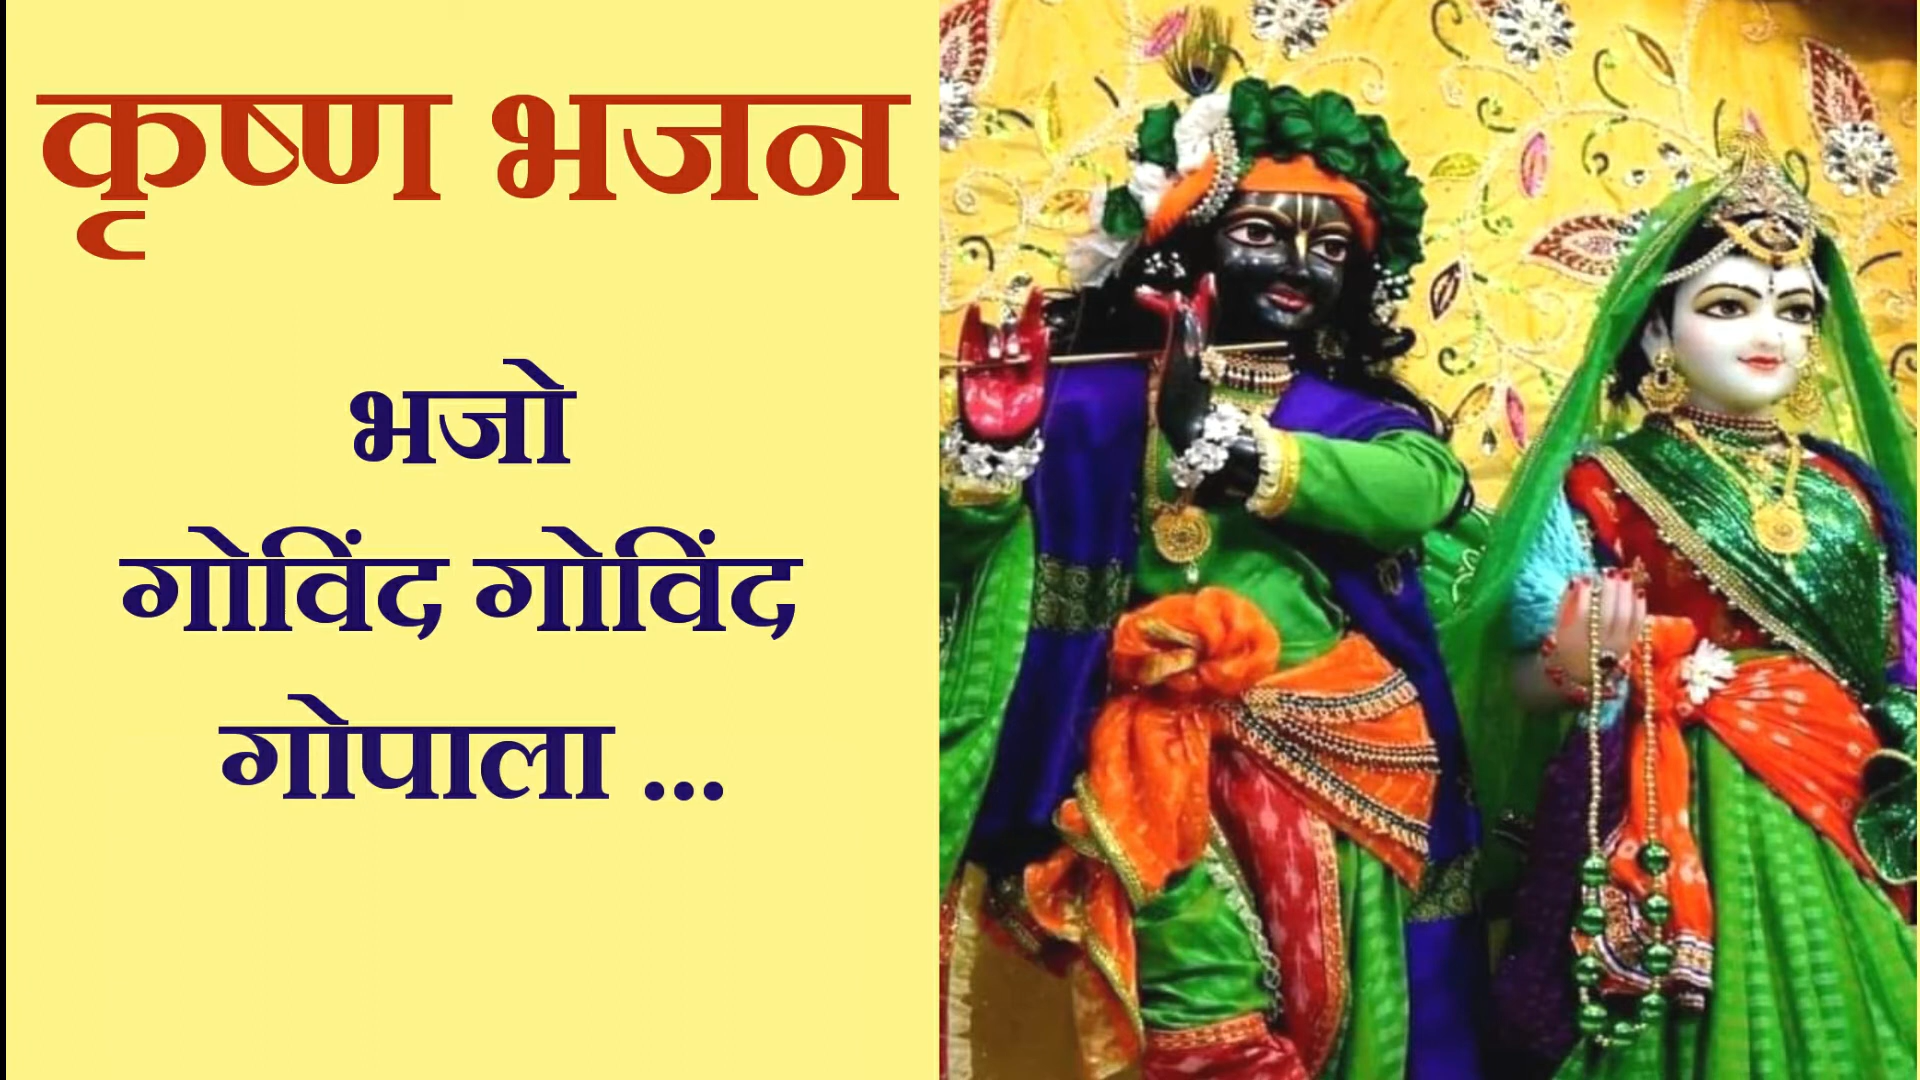 कृष्ण भजन
भजो
गोविंद गोविंद
गोपाला ...